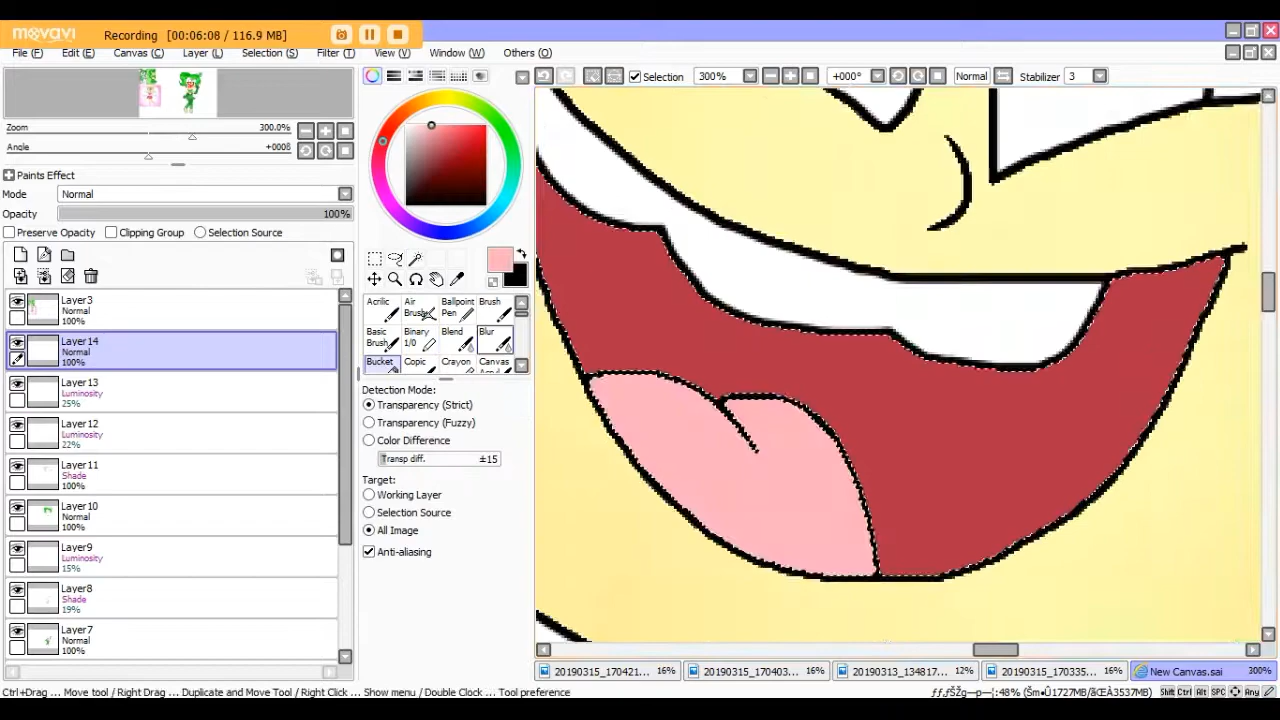 movavi Recording [00:06:08 / 116.9 MB]
File (F) Edit (E) Canvas (C) Layer (L) Selection (S) Filter (T) View (V) Window (W) Others (O)
Selection 300% +000° Normal Stabilizer 3
Zoom 300.0%
Angle +0008
Paints Effect
Mode Normal
Opacity 100%
Preserve Opacity Clipping Group Selection Source
Layer3
Normal
100%
Layer14
Normal
100%
Layer13
Luminosity
25%
Layer12
Luminosity
22%
Layer11
Shade
100%
Layer10
Normal
100%
Layer9
Luminosity
15%
Layer8
Shade
19%
Layer7
Normal
100%
Acrilic Air Brush Ballpoint Pen Brush
Basic Brush Binary 1/0 Blend Blur
Bucket Copic Crayon Canvas
Detection Mode:
Transparency (Strict)
Transparency (Fuzzy)
Color Difference
Transp diff. ±15
Target:
Working Layer
Selection Source
All Image
Anti-aliasing
20190315_170421... 16% 20190315_170403... 16% 20190313_134817... 12% 20190315_170335... 16% New Canvas.sai 300%
Ctrl+Drag ... Move tool / Right Drag ... Duplicate and Move Tool / Right Click ... Show menu / Double Clock ... Tool preference
Shift Ctrl Alt SPC Any